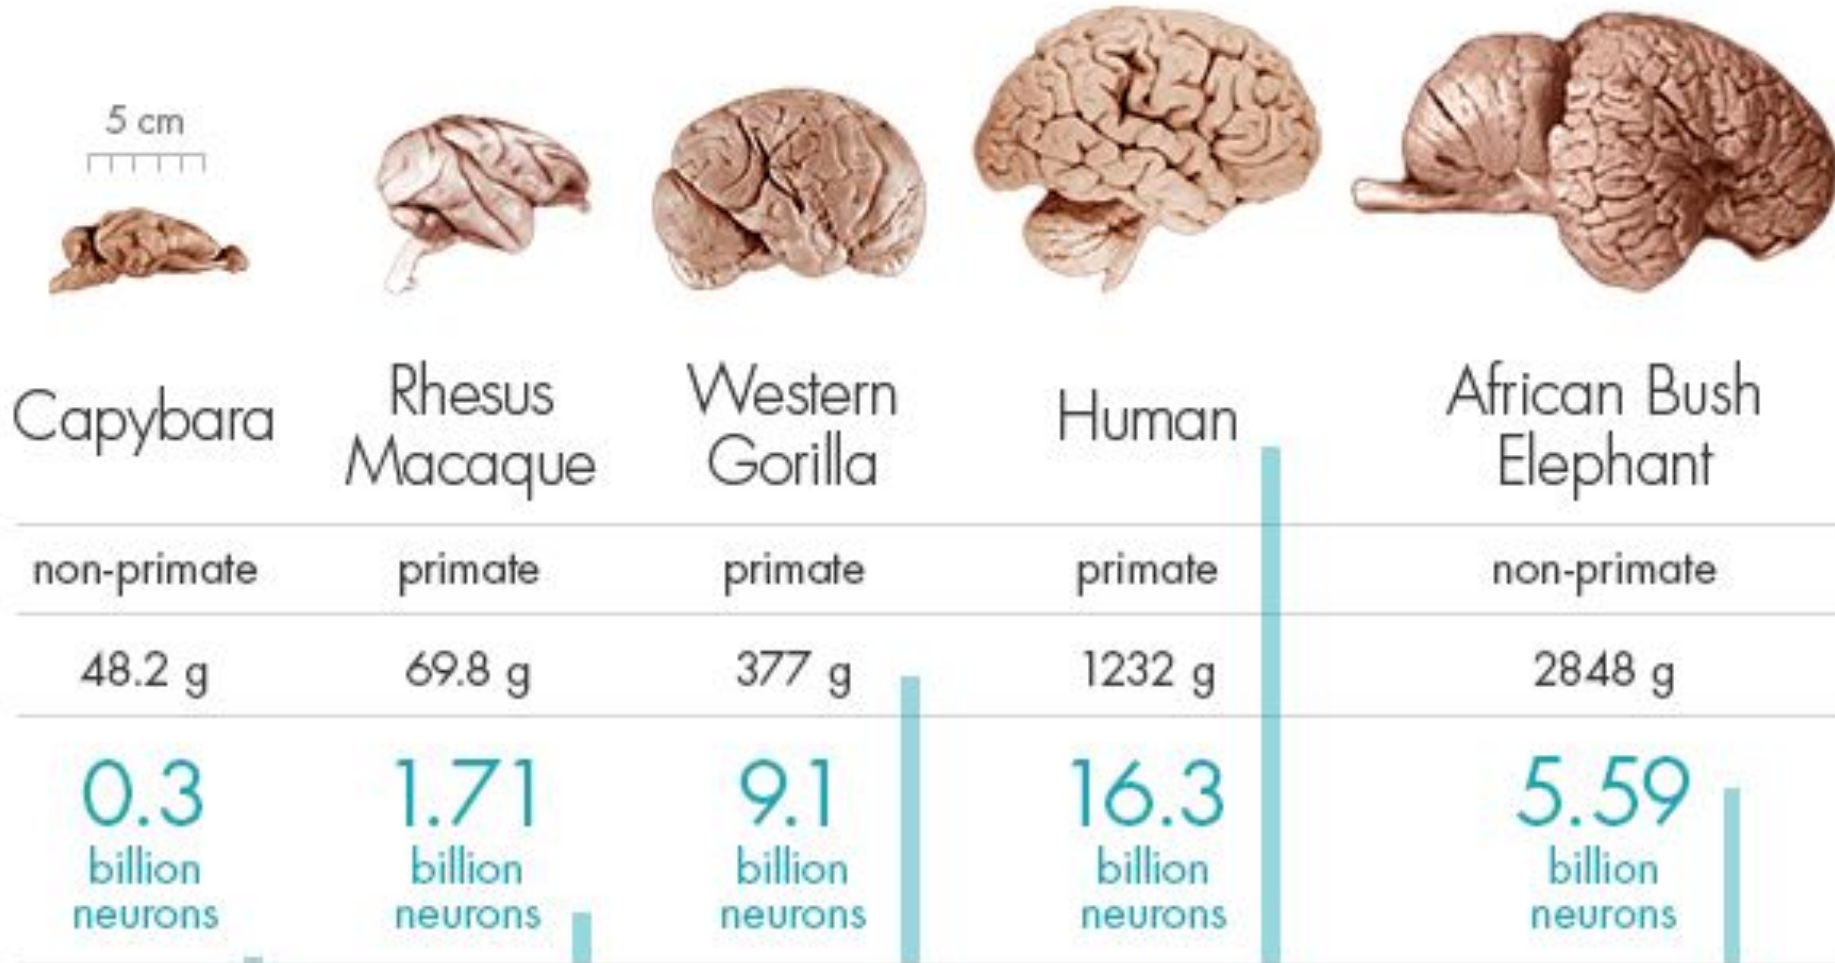 5 cm
Capybara
Rhesus
Macaque
Western
Gorilla
Human
African Bush
Elephant
non-primate
primate
primate
primate
non-primate
48.2 g
69.8 g
377 g
1232 g
2848 g
0.3
billion
neurons
1.71
billion
neurons
9.1
billion
neurons
16.3
billion
neurons
5.59
billion
neurons